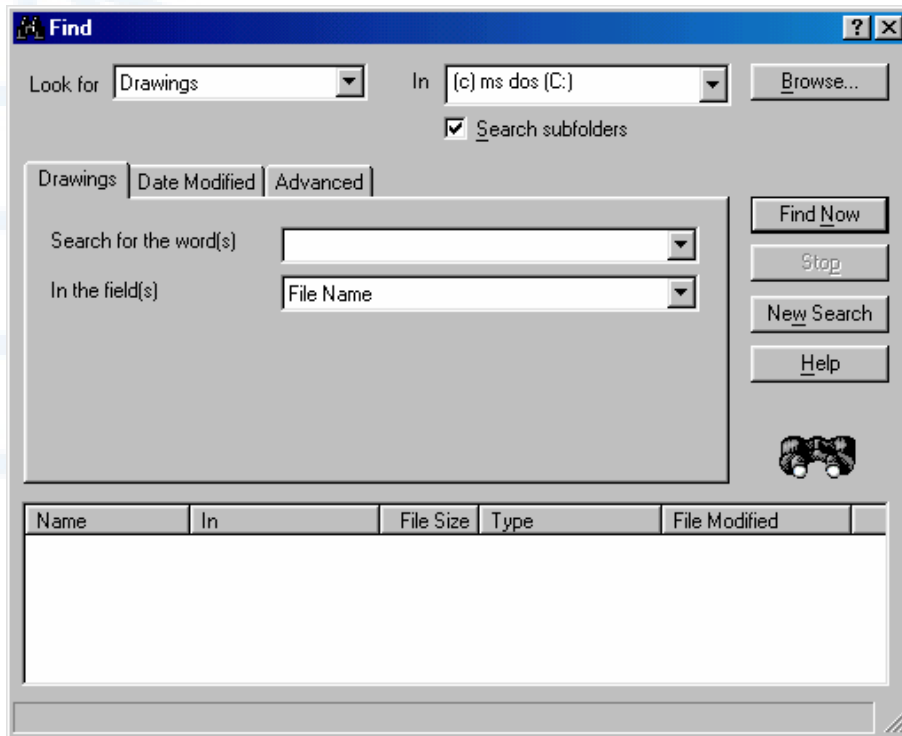 Find
Look for Drawings In (c) ms dos (C:) Browse...
Search subfolders
Drawings Date Modified Advanced
Find Now
Search for the word(s)
Stop
In the field(s) File Name
New Search
Help
Name In File Size Type File Modified